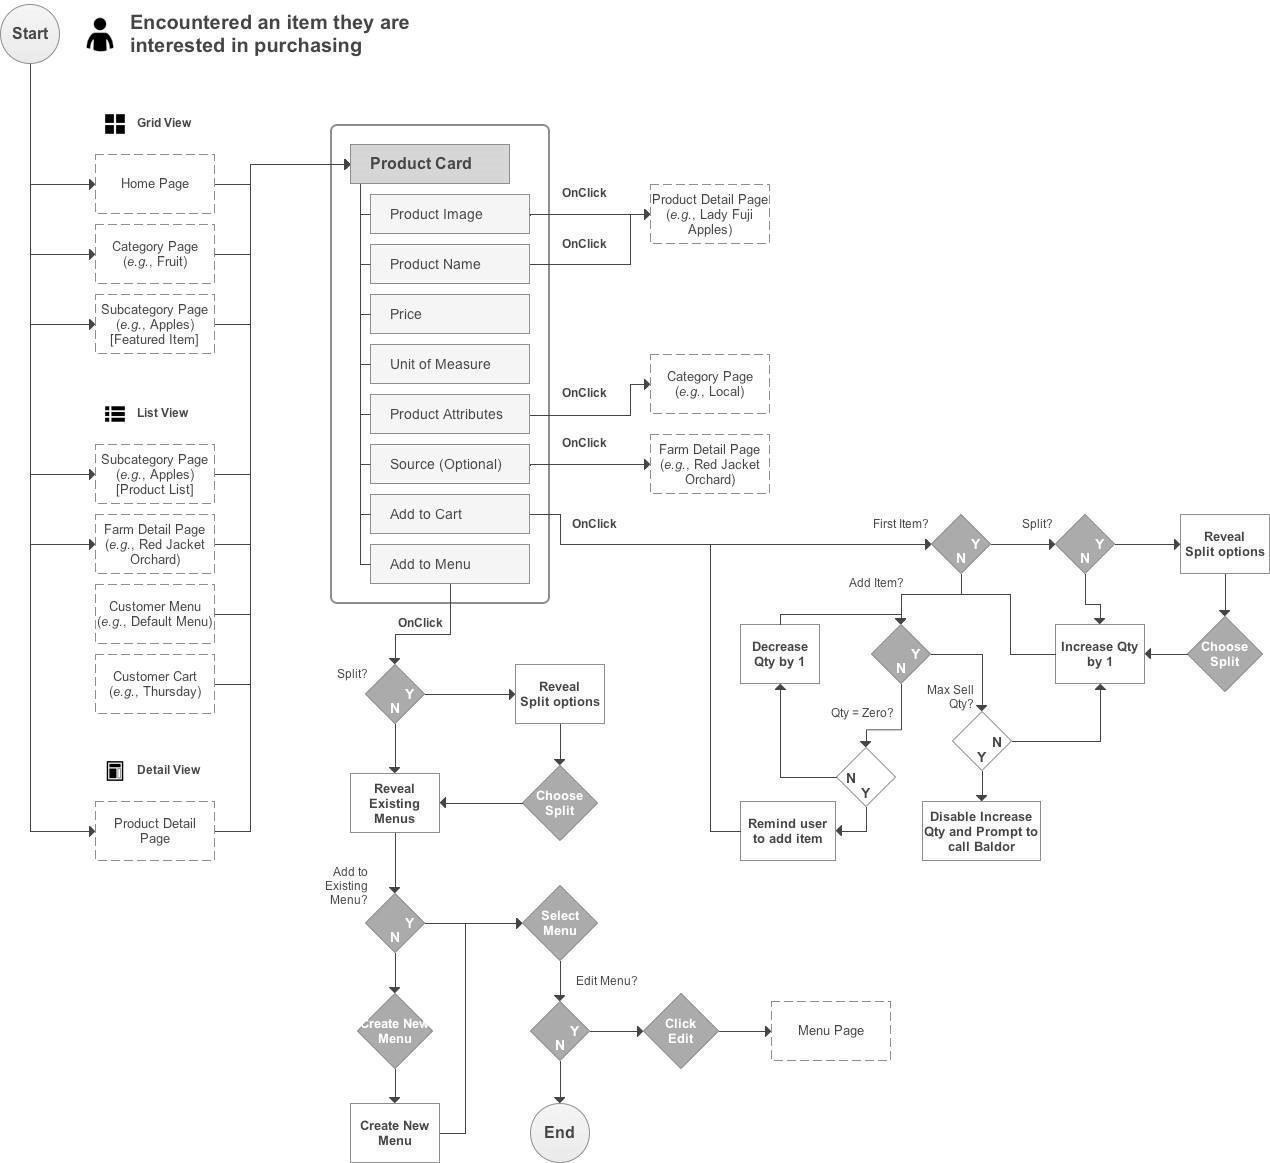 Start
Encountered an item they are
interested in purchasing
Grid View
Home Page
Category Page
(e.g., Fruit)
Subcategory Page
(e.g., Apples)
[Featured Item]
List View
Subcategory Page
(e.g., Apples)
[Product List]
Farm Detail Page
(e.g., Red Jacket
Orchard)
Customer Menu
(e.g., Default Menu)
Customer Cart
(e.g., Thursday)
Detail View
Product Detail
Page
Product Card
Product Image
Product Name
Price
Unit of Measure
Product Attributes
Source (Optional)
Add to Cart
Add to Menu
OnClick
OnClick
Product Detail Page
(e.g., Lady Fuji
Apples)
OnClick
Category Page
(e.g., Local)
OnClick
Farm Detail Page
(e.g., Red Jacket
Orchard)
OnClick
First Item?
Y
N
Split?
Y
N
Reveal
Split options
Choose
Split
Increase Qty
by 1
Add Item?
Y
N
Decrease
Qty by 1
Max Sell
Qty?
N
Y
Qty = Zero?
N
Y
Remind user
to add item
Disable Increase
Qty and Prompt to
call Baldor
OnClick
Split?
Y
N
Reveal
Split options
Choose
Split
Reveal
Existing
Menus
Add to
Existing
Menu?
Y
N
Select
Menu
Create New
Menu
Create New
Menu
Edit Menu?
Y
N
Click
Edit
Menu Page
End